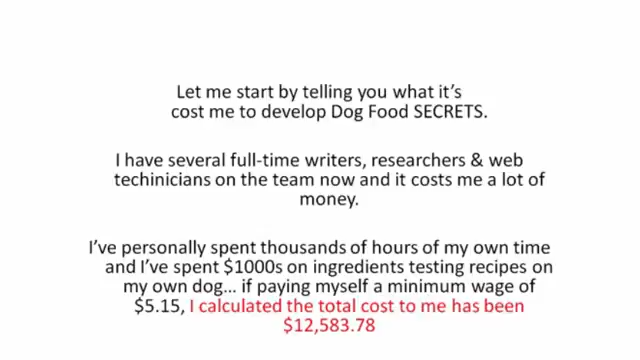 Let me start by telling you what it's
cost me to develop Dog Food SECRETS.
I have several full-time writers, researchers & web
techinicians on the team now and it costs me a lot of
money.
I've personally spent thousands of hours of my own time
and I've spent $1000s on ingredients testing recipes on
my own dog... if paying myself a minimum wage of
$5.15, I calculated the total cost to me has been
$12,583.78